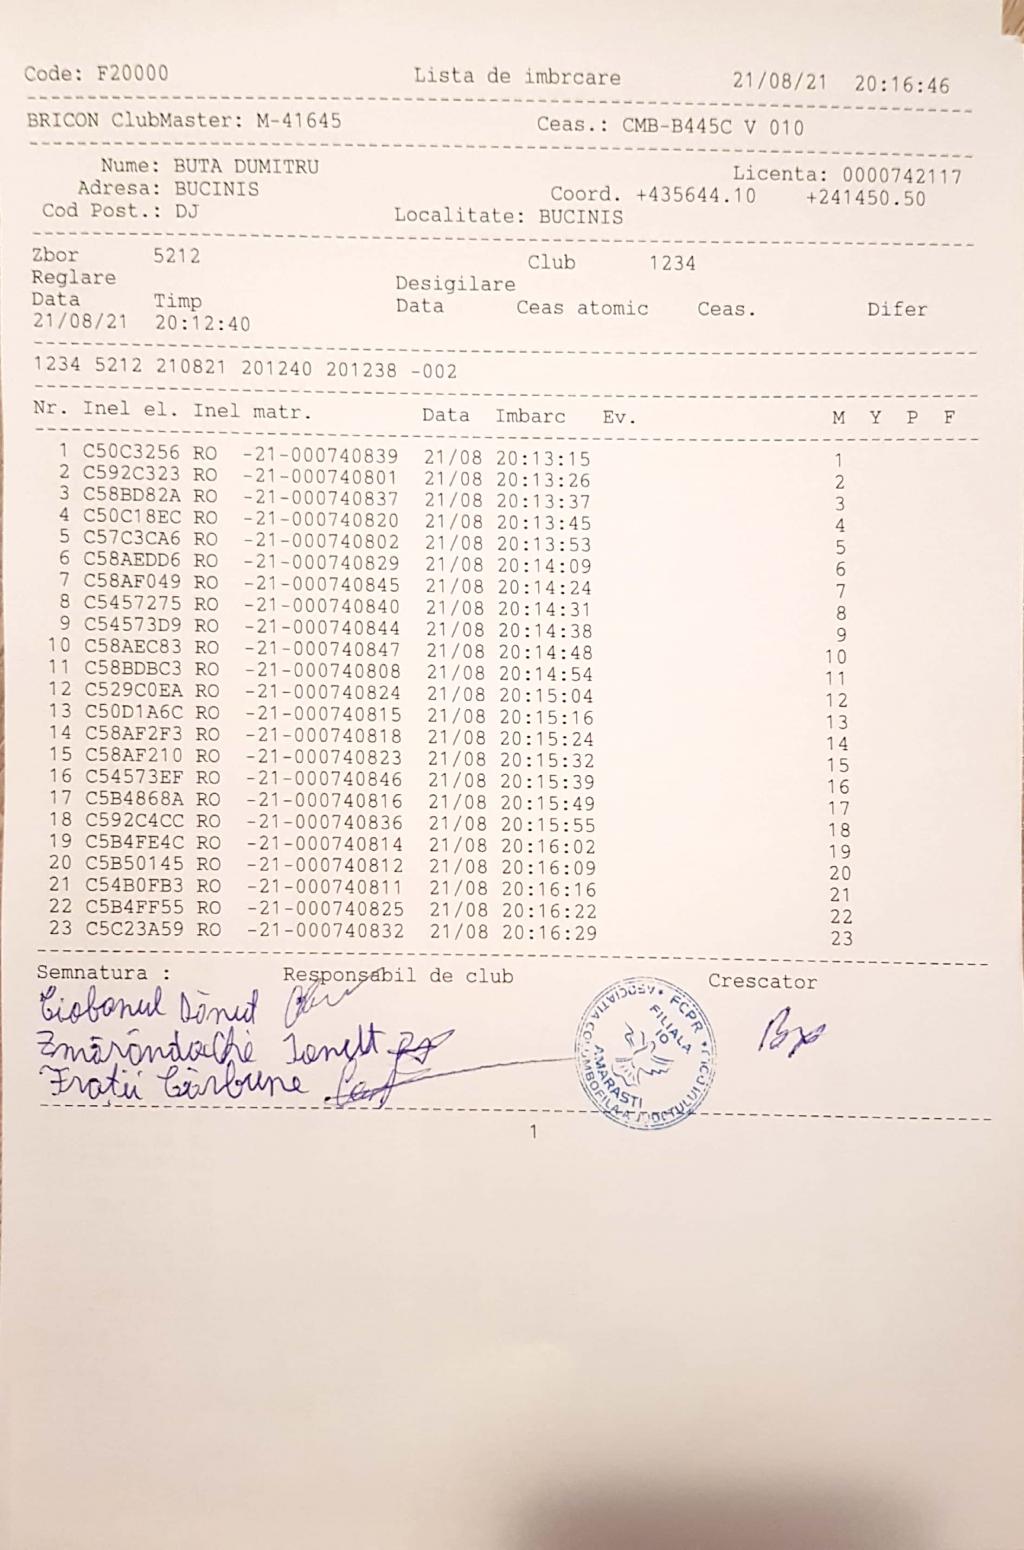 Code: F20000 Lista de imbrcare 21/08/21 20:16:46
BRICON ClubMaster: M-41645 Ceas.: CMB-B445C V 010
Nume: BUTA DUMITRU Licenta: 0000742117
Adresa: BUCINIS Coord. +435644.10 +241450.50
Cod Post.: DJ Localitate: BUCINIS
Zbor 5212 Club 1234
Reglare Desigilare
Data Timp Data Ceas atomic Ceas. Difer
21/08/21 20:12:40
1234 5212 210821 201240 201238 -002
Nr. Inel el. Inel matr. Data Imbarc Ev. M Y P F
1 C50C3256 RO -21-000740839 21/08 20:13:15 1
2 C592C323 RO -21-000740801 21/08 20:13:26 2
3 C58BD82A RO -21-000740837 21/08 20:13:37 3
4 C50C18EC RO -21-000740820 21/08 20:13:45 4
5 C57C3CA6 RO -21-000740802 21/08 20:13:53 5
6 C58AEDD6 RO -21-000740829 21/08 20:14:09 6
7 C58AF049 RO -21-000740845 21/08 20:14:24 7
8 C5457275 RO -21-000740840 21/08 20:14:31 8
9 C54573D9 RO -21-000740844 21/08 20:14:38 9
10 C58AEC83 RO -21-000740847 21/08 20:14:48 10
11 C58BDBC3 RO -21-000740808 21/08 20:14:54 11
12 C529C0EA RO -21-000740824 21/08 20:15:04 12
13 C50D1A6C RO -21-000740815 21/08 20:15:16 13
14 C58AF2F3 RO -21-000740818 21/08 20:15:24 14
15 C58AF210 RO -21-000740823 21/08 20:15:32 15
16 C54573EF RO -21-000740846 21/08 20:15:39 16
17 C5B4868A RO -21-000740816 21/08 20:15:49 17
18 C592C4CC RO -21-000740836 21/08 20:15:55 18
19 C5B4FE4C RO -21-000740814 21/08 20:16:02 19
20 C5B50145 RO -21-000740812 21/08 20:16:09 20
21 C54B0FB3 RO -21-000740811 21/08 20:16:16 21
22 C5B4FF55 RO -21-000740825 21/08 20:16:22 22
23 C5C23A59 RO -21-000740832 21/08 20:16:29 23
Semnatura : Responsabil de club Crescator
Ciobanul Dănuț
Zmărăndache Ionuț
Frații Cărbune
FCPR
FILIALA
10
AMARASTI
ASOCIATIA COLUMBOFILA A JUDETULUI
1